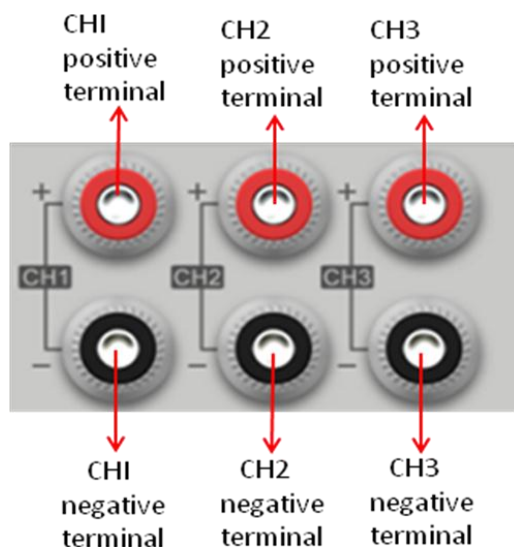 CHI
positive
terminal
CH2
positive
terminal
CH3
positive
terminal
+
+
+
CH1
CH2
CH3
−
−
−
CHI
negative
terminal
CH2
negative
terminal
CH3
negative
terminal